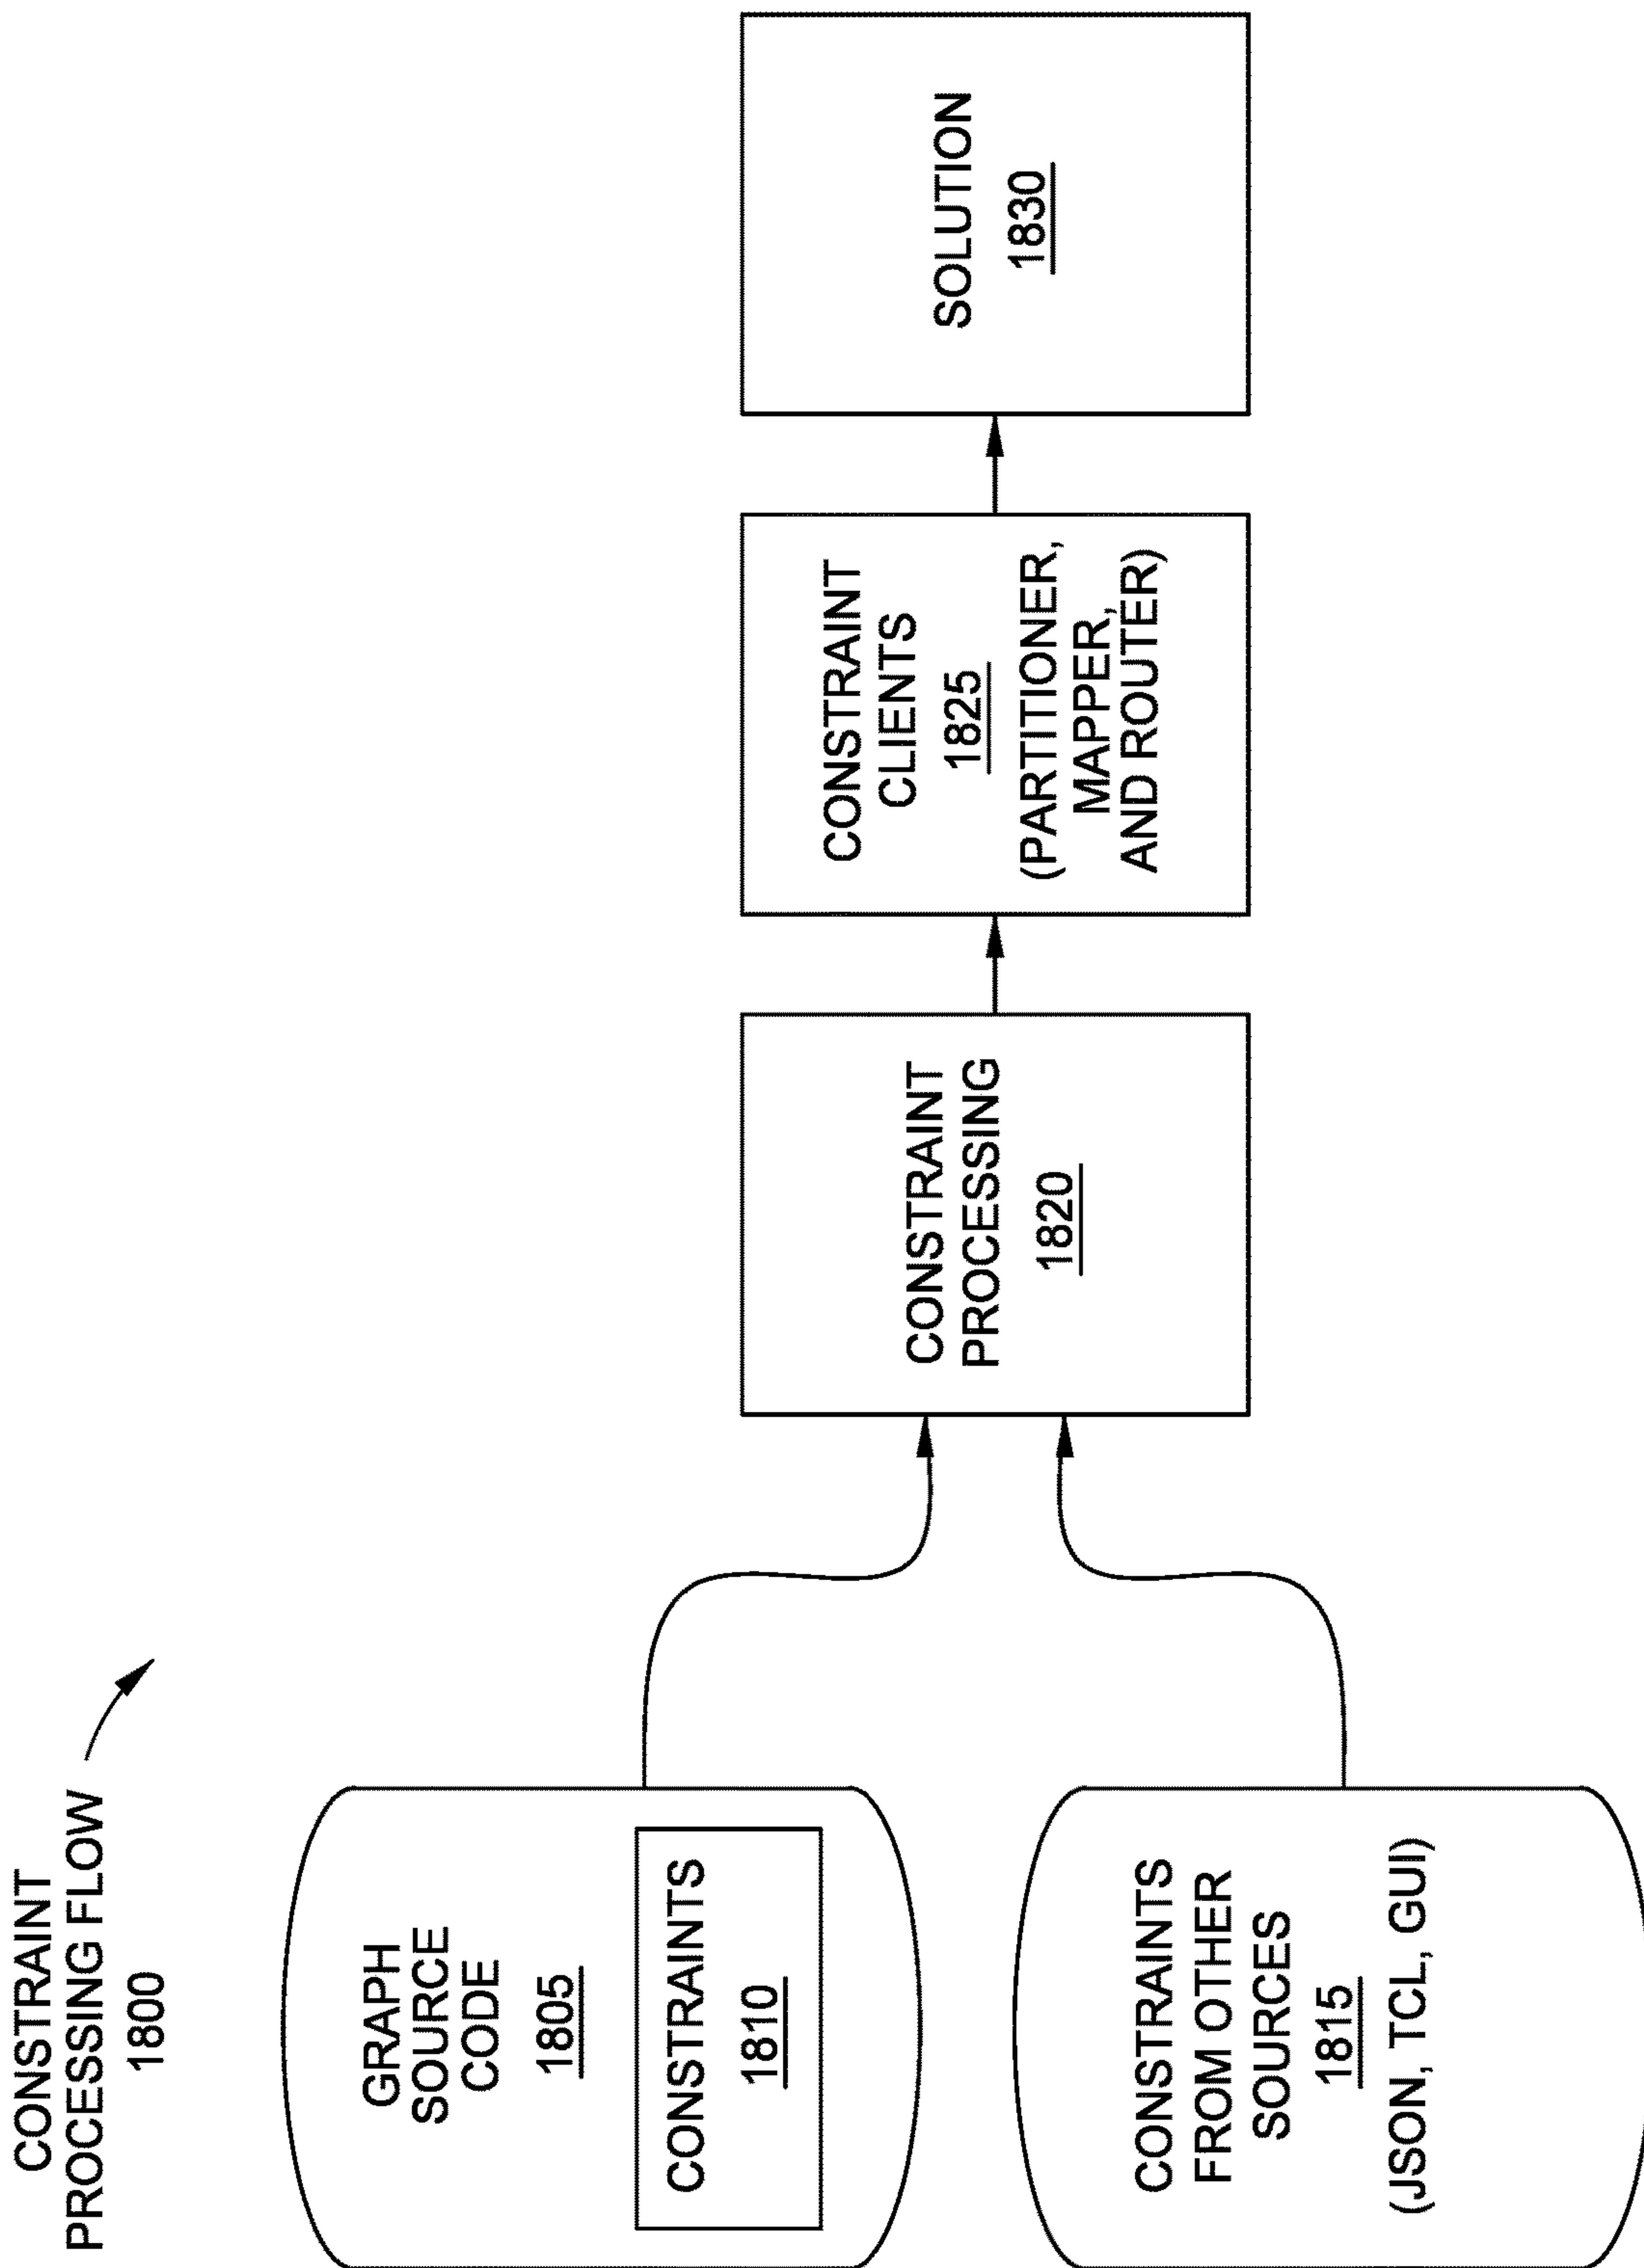 CONSTRAINT
PROCESSING FLOW
1800
GRAPH
SOURCE
CODE
1805
CONSTRAINTS
1810
CONSTRAINTS
FROM OTHER
SOURCES
1815
(JSON, TCL, GUI)
CONSTRAINT
PROCESSING
1820
CONSTRAINT
CLIENTS
1825
(PARTITIONER,
MAPPER,
AND ROUTER)
SOLUTION
1830